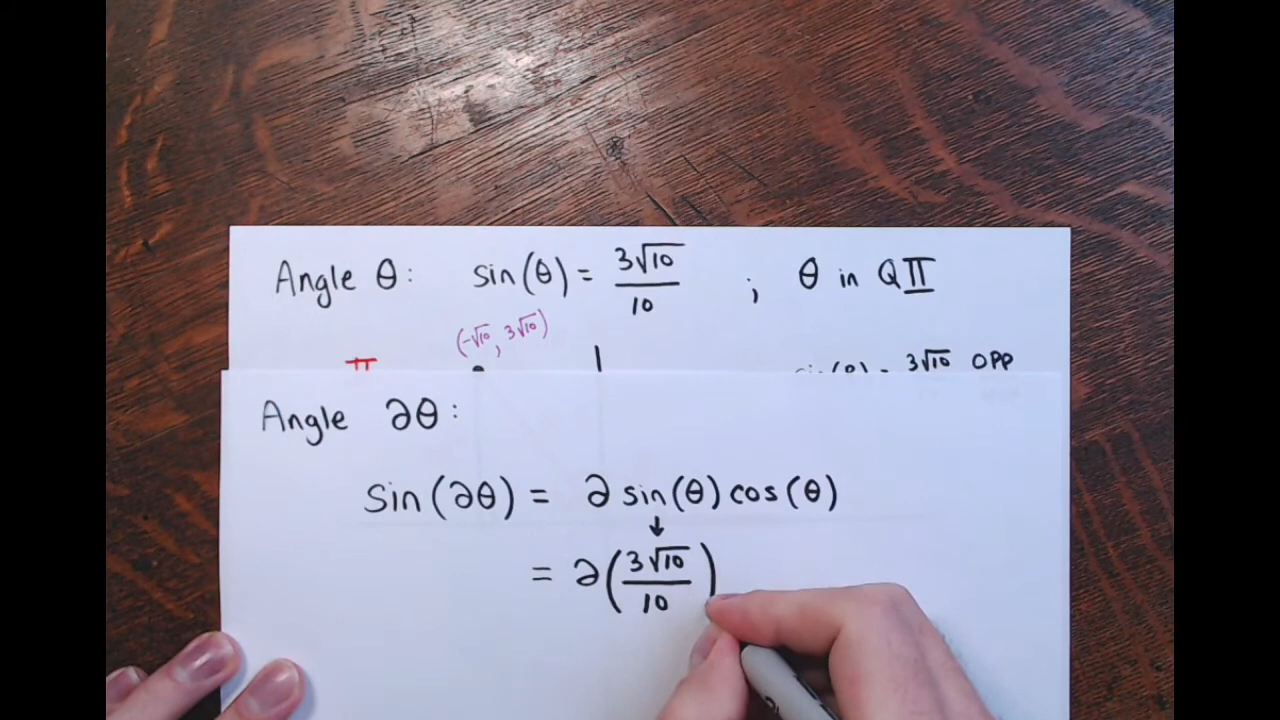 Angle θ: sin(θ) = 3√10/10 ; θ in QII
(-√10, 3√10)
II
3√10 OPP
Angle 2θ:
sin(2θ) = 2 sin(θ) cos(θ)
↓
= 2(3√10/10)